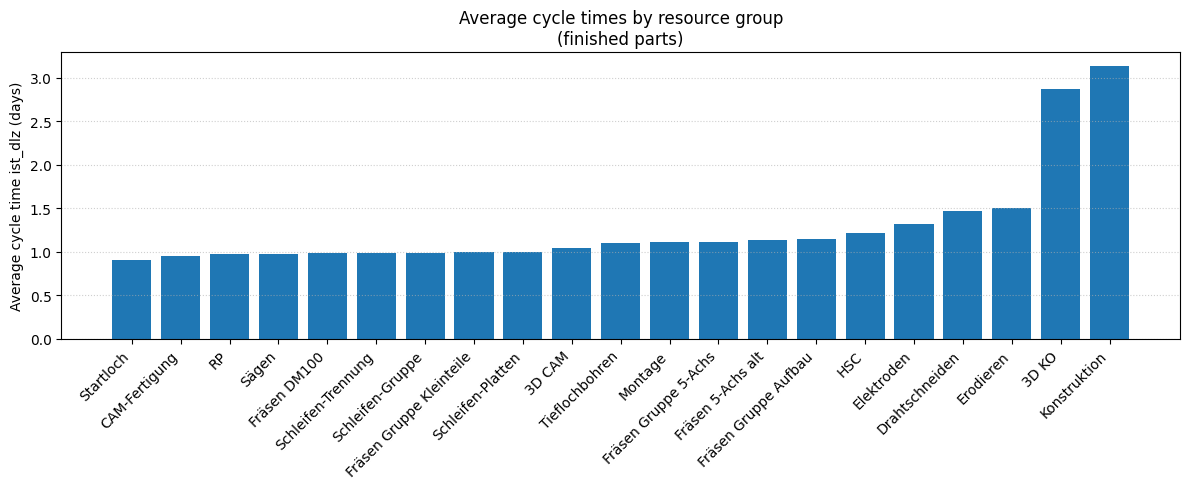 Average cycle times by resource group
(finished parts)
Average cycle time ist_dlz (days)
3.0
2.5
2.0
1.5
1.0
0.5
0.0
Startloch
CAM-Fertigung
RP
Sägen
Fräsen DM100
Schleifen-Trennung
Schleifen-Gruppe
Fräsen Gruppe Kleinteile
Schleifen-Platten
3D CAM
Tieflochbohren
Montage
Fräsen Gruppe 5-Achs
Fräsen 5-Achs alt
Fräsen Gruppe Aufbau
HSC
Elektroden
Drahtschneiden
Erodieren
3D KO
Konstruktion